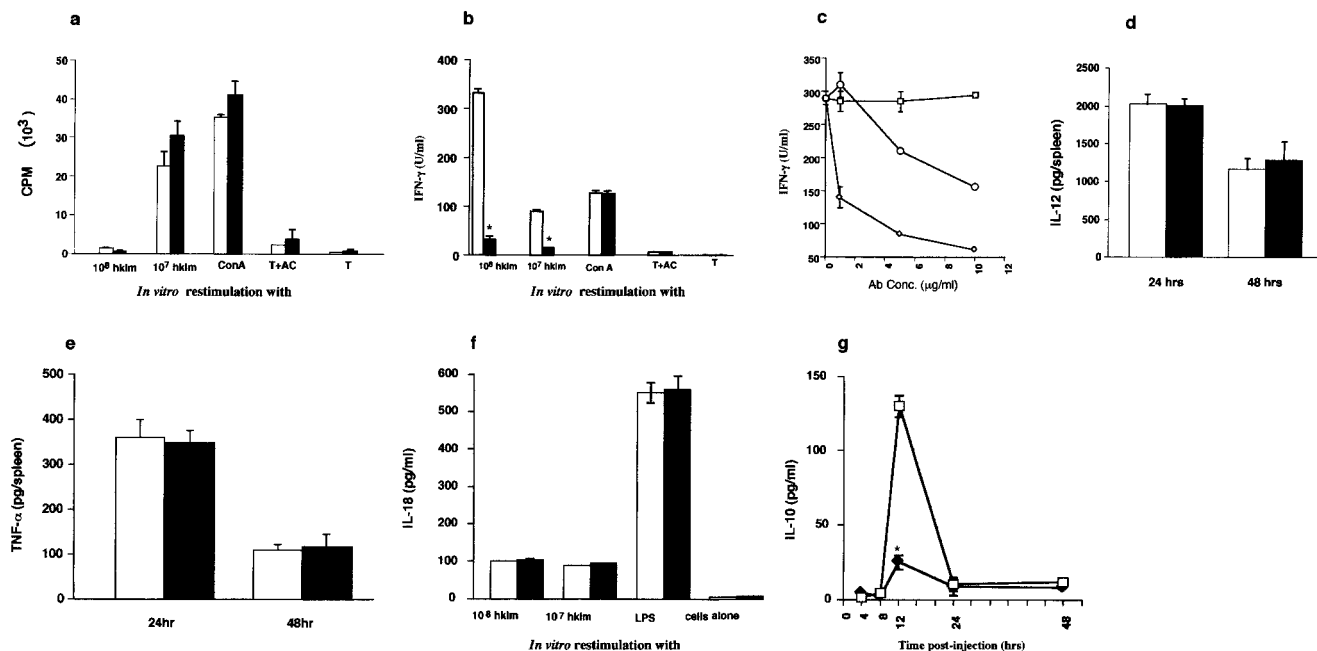 a
50
40
30
20
10
0
CPM (10³)
10⁸ hklm 10⁷ hklm ConA T+AC T
In vitro restimulation with
b
400
300
200
100
0
IFN-γ (U/ml)
*
*
10⁸ hklm 10⁷ hklm Con A T+AC T
In vitro restimulation with
c
350
300
250
200
150
100
50
IFN-γ (U/ml)
0 2 4 6 8 10 12
Ab Conc. (μg/ml)
d
2500
2000
1500
1000
500
0
IL-12 (pg/spleen)
24 hrs 48 hrs
e
500
400
300
200
100
0
TNF-α (pg/spleen)
24hr 48hr
f
600
500
400
300
200
100
0
IL-18 (pg/ml)
10⁸ hklm 10⁷ hklm LPS cells alone
In vitro restimulation with
g
150
100
50
0
IL-10 (pg/ml)
*
0 4 8 12 24 48
Time post-injection (hrs)